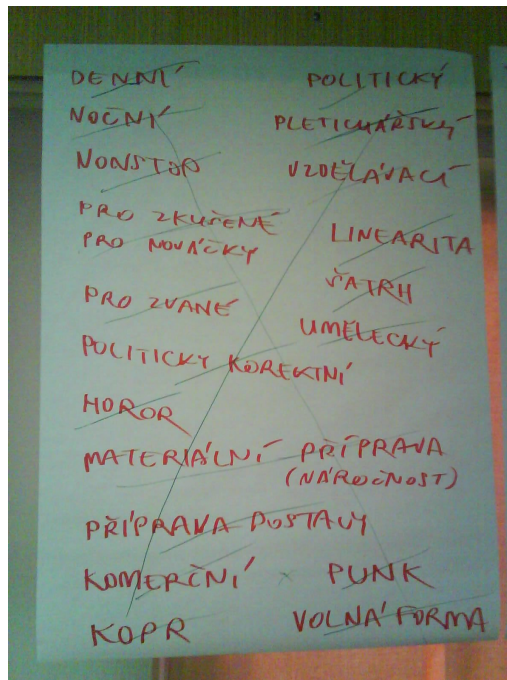 DENNÍ
NOČNÍ
NONSTOP
PRO ZKUŠENÉ
PRO NOVÁČKY
PRO ZVANÉ
POLITICKY KOREKTNÍ
HOROR
MATERIÁLNÍ PŘÍPRAVA
(NÁROČNOST)
PŘÍPRAVA POSTAVY
KOMERČNÍ × PUNK
KOPR
VOLNÁ FORMA
POLITICKÝ
PLETICHÁŘSKÝ
VZDĚLÁVACÍ
LINEARITA
ŠATRH
UMĚLECKÝ